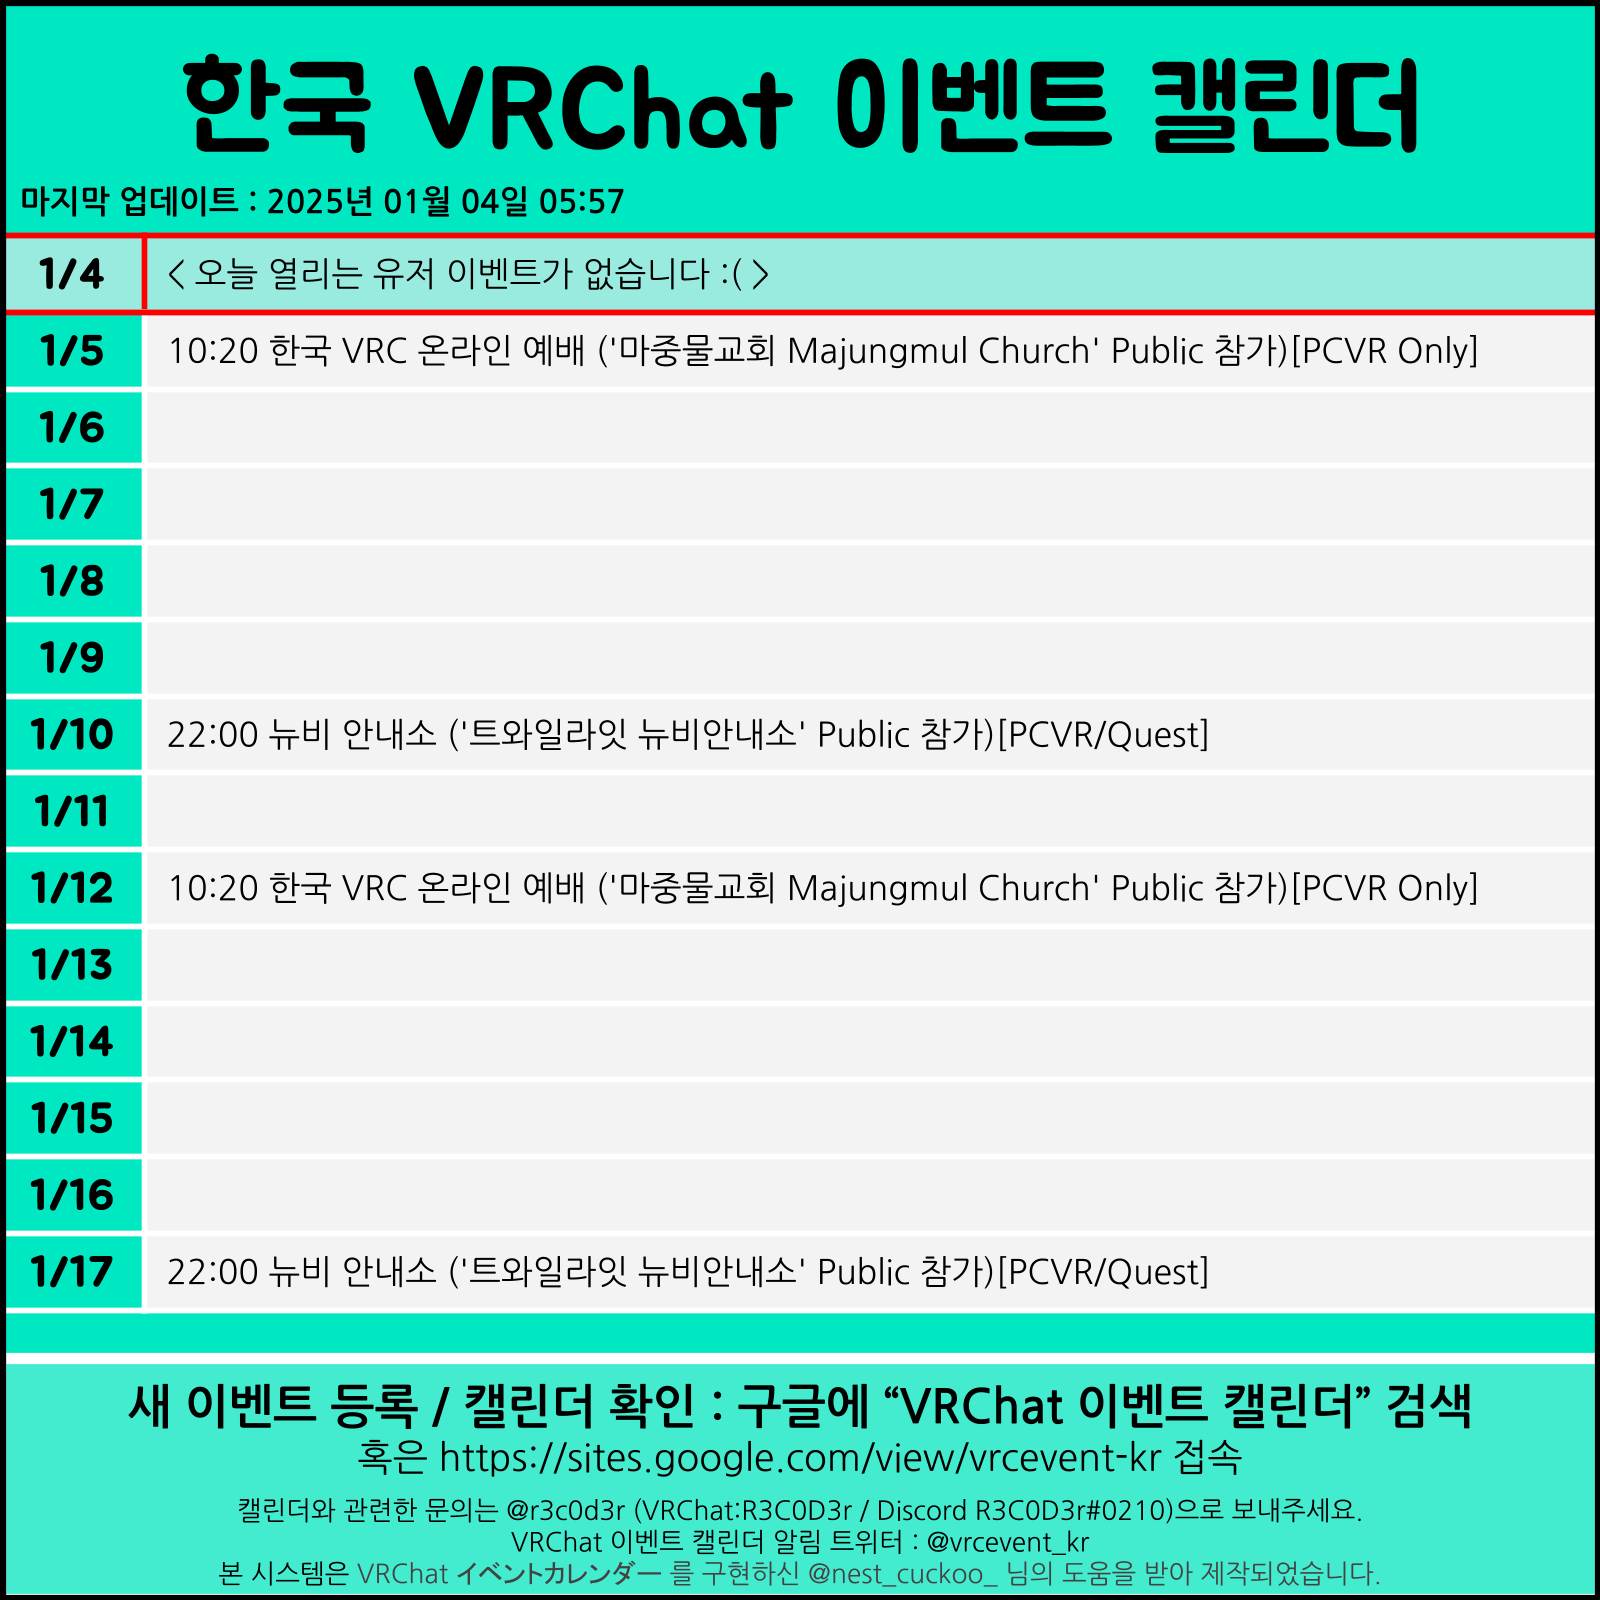 한국 VRChat 이벤트 캘린더
마지막 업데이트 : 2025년 01월 04일 05:57
1/4 < 오늘 열리는 유저 이벤트가 없습니다 :( >
1/5 10:20 한국 VRC 온라인 예배 ('마중물교회 Majungmul Church' Public 참가)[PCVR Only]
1/6
1/7
1/8
1/9
1/10 22:00 뉴비 안내소 ('트와일라잇 뉴비안내소' Public 참가)[PCVR/Quest]
1/11
1/12 10:20 한국 VRC 온라인 예배 ('마중물교회 Majungmul Church' Public 참가)[PCVR Only]
1/13
1/14
1/15
1/16
1/17 22:00 뉴비 안내소 ('트와일라잇 뉴비안내소' Public 참가)[PCVR/Quest]
새 이벤트 등록 / 캘린더 확인 : 구글에 “VRChat 이벤트 캘린더” 검색
혹은 https://sites.google.com/view/vrcevent-kr 접속
캘린더와 관련한 문의는 @r3c0d3r (VRChat:R3C0D3r / Discord R3C0D3r#0210)으로 보내주세요.
VRChat 이벤트 캘린더 알림 트위터 : @vrcevent_kr
본 시스템은 VRChat イベントカレンダー 를 구현하신 @nest_cuckoo_ 님의 도움을 받아 제작되었습니다.